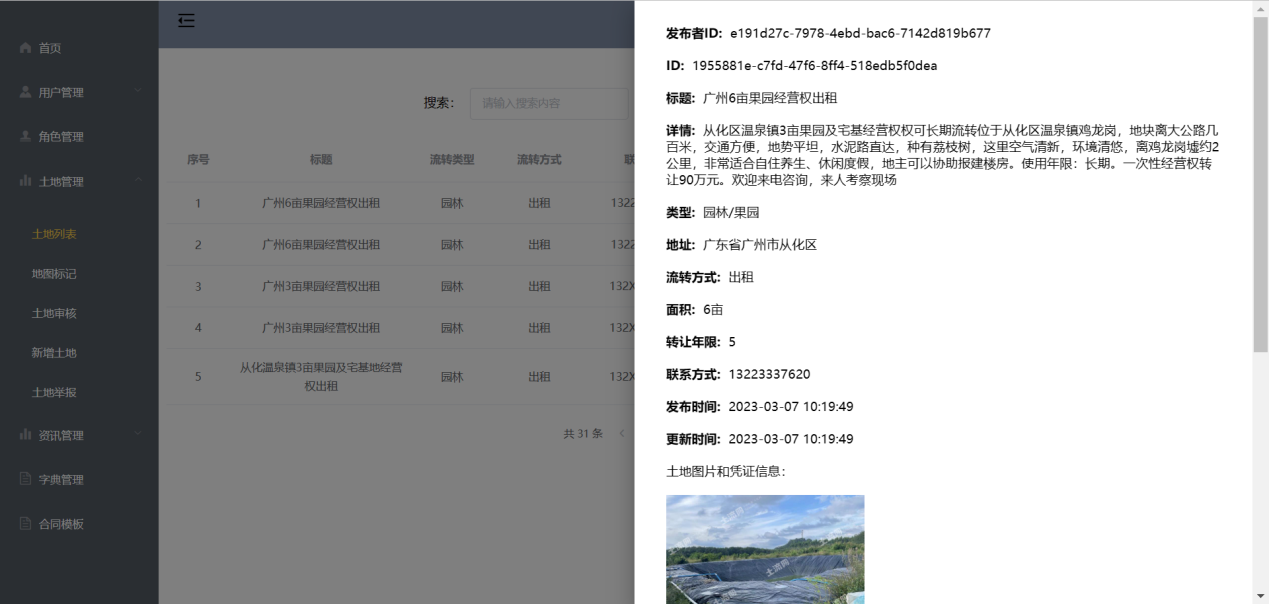 首页
用户管理
角色管理
土地管理
土地列表
地图标记
土地审核
新增土地
土地举报
资讯管理
字典管理
合同模板
搜索：
请输入搜索内容
序号 标题 流转类型 流转方式 联
1 广州6亩果园经营权出租 园林 出租 1322
2 广州6亩果园经营权出租 园林 出租 1322
3 广州3亩果园经营权出租 园林 出租 132X
4 广州3亩果园经营权出租 园林 出租 132X
5 从化温泉镇3亩果园及宅基地经营 园林 出租 132X
权出租
共 31 条
发布者ID: e191d27c-7978-4ebd-bac6-7142d819b677
ID: 1955881e-c7fd-47f6-8ff4-518edb5f0dea
标题: 广州6亩果园经营权出租
详情: 从化区温泉镇3亩果园及宅基经营权权可长期流转位于从化区温泉镇鸡龙岗，地块离大公路几
百米，交通方便，地势平坦，水泥路直达，种有荔枝树，这里空气清新，环境清悠，离鸡龙岗墟约2
公里，非常适合自住养生、休闲度假，地主可以协助报建楼房。使用年限：长期。一次性经营权转
让90万元。欢迎来电咨询，来人考察现场
类型: 园林/果园
地址: 广东省广州市从化区
流转方式: 出租
面积: 6亩
转让年限: 5
联系方式: 13223337620
发布时间: 2023-03-07 10:19:49
更新时间: 2023-03-07 10:19:49
土地图片和凭证信息:
土流网